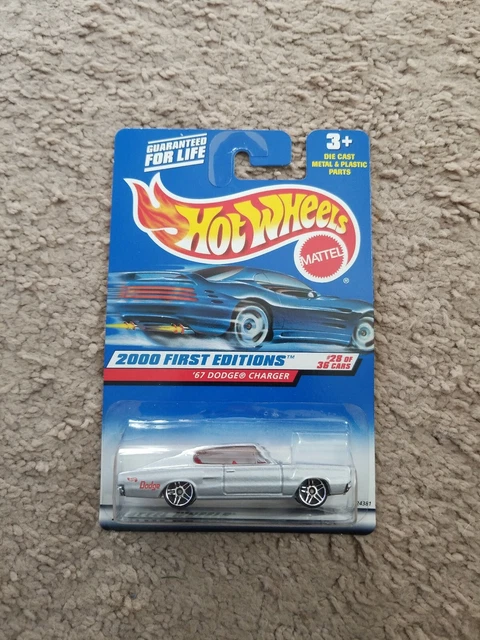 GUARANTEED
FOR LIFE
3+
DIE CAST
METAL & PLASTIC
PARTS
HOT WHEELS
MATTEL
®
2000 FIRST EDITIONS™
#28 OF
36 CARS
'67 DODGE® CHARGER
Dodge